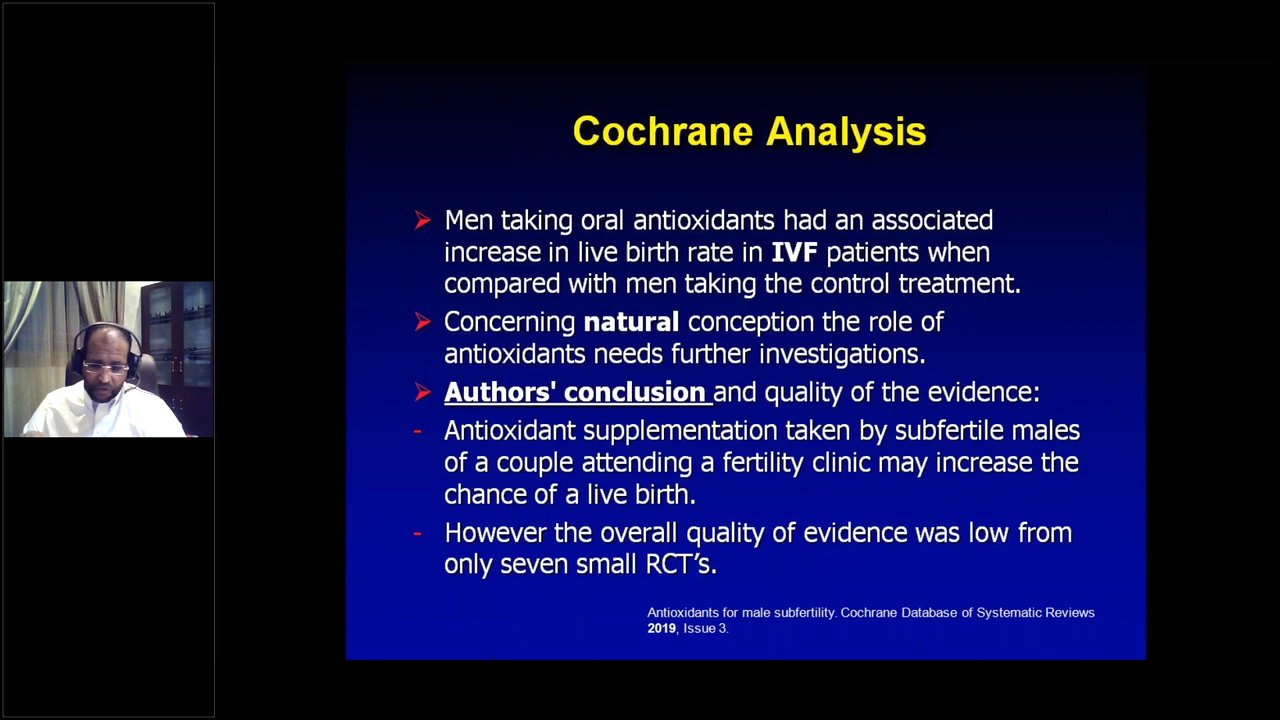 Cochrane Analysis
Men taking oral antioxidants had an associated
increase in live birth rate in IVF patients when
compared with men taking the control treatment.
Concerning natural conception the role of
antioxidants needs further investigations.
Authors' conclusion and quality of the evidence:
- Antioxidant supplementation taken by subfertile males
of a couple attending a fertility clinic may increase the
chance of a live birth.
- However the overall quality of evidence was low from
only seven small RCT’s.
Antioxidants for male subfertility. Cochrane Database of Systematic Reviews
2019, Issue 3.